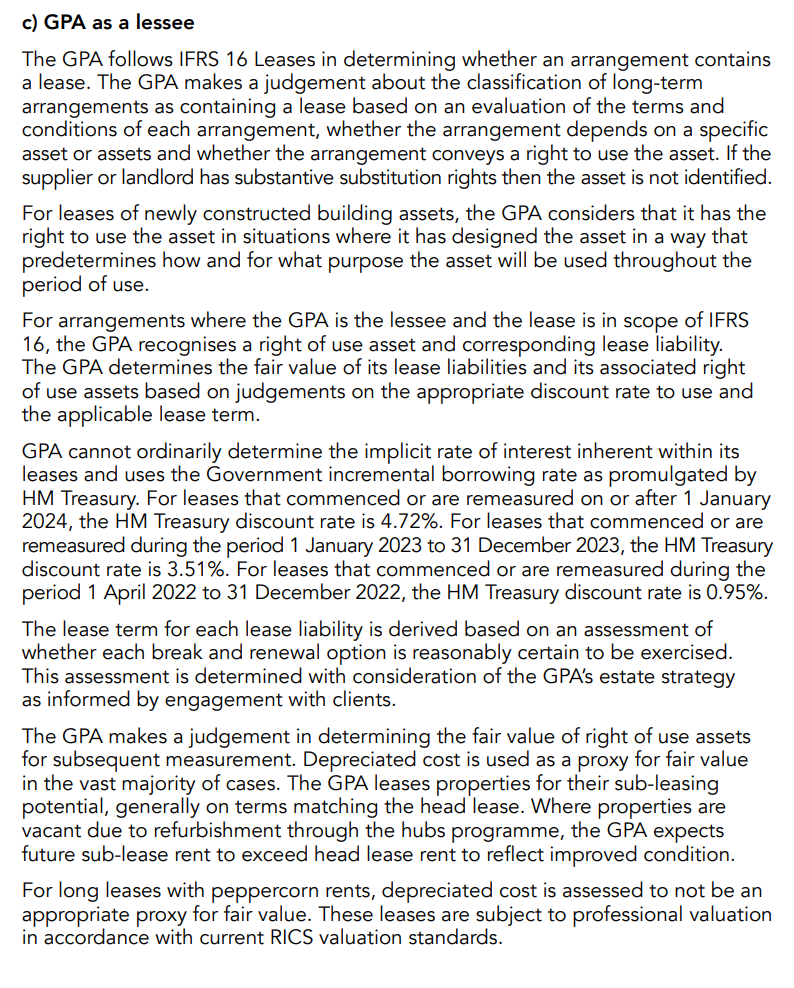 c) GPA as a lessee
The GPA follows IFRS 16 Leases in determining whether an arrangement contains
a lease. The GPA makes a judgement about the classification of long-term
arrangements as containing a lease based on an evaluation of the terms and
conditions of each arrangement, whether the arrangement depends on a specific
asset or assets and whether the arrangement conveys a right to use the asset. If the
supplier or landlord has substantive substitution rights then the asset is not identified.
For leases of newly constructed building assets, the GPA considers that it has the
right to use the asset in situations where it has designed the asset in a way that
predetermines how and for what purpose the asset will be used throughout the
period of use.
For arrangements where the GPA is the lessee and the lease is in scope of IFRS
16, the GPA recognises a right of use asset and corresponding lease liability.
The GPA determines the fair value of its lease liabilities and its associated right
of use assets based on judgements on the appropriate discount rate to use and
the applicable lease term.
GPA cannot ordinarily determine the implicit rate of interest inherent within its
leases and uses the Government incremental borrowing rate as promulgated by
HM Treasury. For leases that commenced or are remeasured on or after 1 January
2024, the HM Treasury discount rate is 4.72%. For leases that commenced or are
remeasured during the period 1 January 2023 to 31 December 2023, the HM Treasury
discount rate is 3.51%. For leases that commenced or are remeasured during the
period 1 April 2022 to 31 December 2022, the HM Treasury discount rate is 0.95%.
The lease term for each lease liability is derived based on an assessment of
whether each break and renewal option is reasonably certain to be exercised.
This assessment is determined with consideration of the GPA’s estate strategy
as informed by engagement with clients.
The GPA makes a judgement in determining the fair value of right of use assets
for subsequent measurement. Depreciated cost is used as a proxy for fair value
in the vast majority of cases. The GPA leases properties for their sub-leasing
potential, generally on terms matching the head lease. Where properties are
vacant due to refurbishment through the hubs programme, the GPA expects
future sub-lease rent to exceed head lease rent to reflect improved condition.
For long leases with peppercorn rents, depreciated cost is assessed to not be an
appropriate proxy for fair value. These leases are subject to professional valuation
in accordance with current RICS valuation standards.